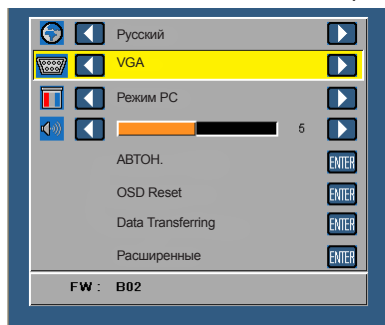 Русский
VGA
Режим PC
5
АВТОН. ENTER
OSD Reset ENTER
Data Transferring ENTER
Расширенные ENTER
FW : B02